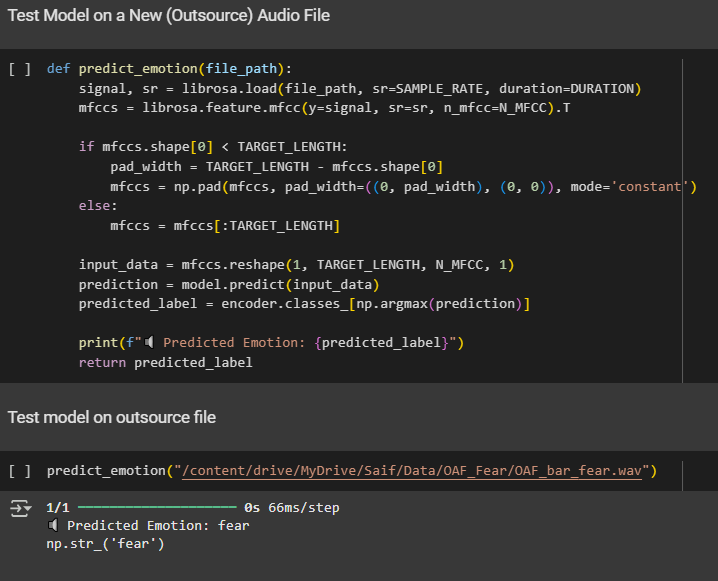 Test Model on a New (Outsource) Audio File
[ ] def predict_emotion(file_path):
signal, sr = librosa.load(file_path, sr=SAMPLE_RATE, duration=DURATION)
mfccs = librosa.feature.mfcc(y=signal, sr=sr, n_mfcc=N_MFCC).T
if mfccs.shape[0] < TARGET_LENGTH:
pad_width = TARGET_LENGTH - mfccs.shape[0]
mfccs = np.pad(mfccs, pad_width=((0, pad_width), (0, 0)), mode='constant')
else:
mfccs = mfccs[:TARGET_LENGTH]
input_data = mfccs.reshape(1, TARGET_LENGTH, N_MFCC, 1)
prediction = model.predict(input_data)
predicted_label = encoder.classes_[np.argmax(prediction)]
print(f"🔈 Predicted Emotion: {predicted_label}")
return predicted_label
Test model on outsource file
[ ] predict_emotion("/content/drive/MyDrive/Saif/Data/OAF_Fear/OAF_bar_fear.wav")
1/1 ━━━━━━━━━━━━━━━━━━━━ 0s 66ms/step
🔈 Predicted Emotion: fear
np.str_('fear')